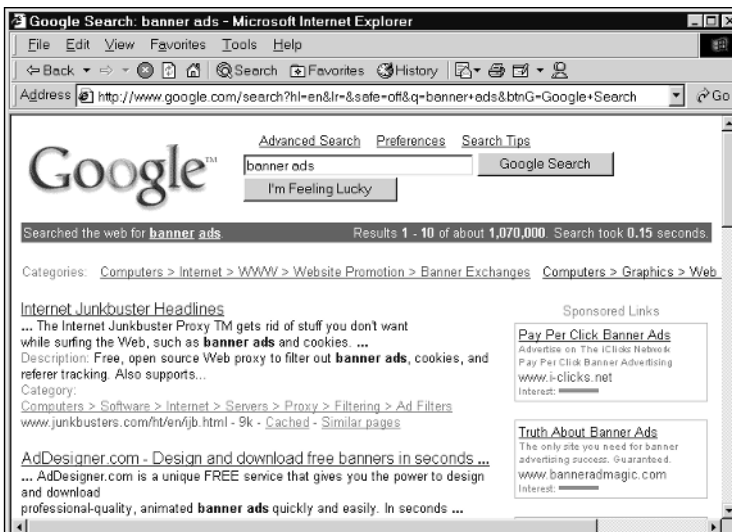 Google Search: banner ads - Microsoft Internet Explorer
File Edit View Favorites Tools Help
Back Search Favorites History
Address http://www.google.com/search?hl=en&lr=&safe=off&q=banner+ads&btnG=Google+Search Go
Advanced Search Preferences Search Tips
Google™ banner ads Google Search
I'm Feeling Lucky
Searched the web for banner ads. Results 1 - 10 of about 1,070,000. Search took 0.15 seconds.
Categories: Computers > Internet > WWW > Website Promotion > Banner Exchanges Computers > Graphics > Web
Internet Junkbuster Headlines
... The Internet Junkbuster Proxy TM gets rid of stuff you don't want
while surfing the Web, such as banner ads and cookies. ...
Description: Free, open source Web proxy to filter out banner ads, cookies, and
referer tracking. Also supports...
Category:
Computers > Software > Internet > Servers > Proxy > Filtering > Ad Filters
www.junkbusters.com/ht/en/ijb.html - 9k - Cached - Similar pages
AdDesigner.com - Design and download free banners in seconds ...
... AdDesigner.com is a unique FREE service that gives you the power to design
and download
professional-quality, animated banner ads quickly and easily. In seconds ...
Sponsored Links
Pay Per Click Banner Ads
Advertise on The iClicks Network
Pay Per Click Banner Advertising
www.i-clicks.net
Interest:
Truth About Banner Ads
The only site you need for banner
advertising success. Guaranteed.
www.banneradmagic.com
Interest: